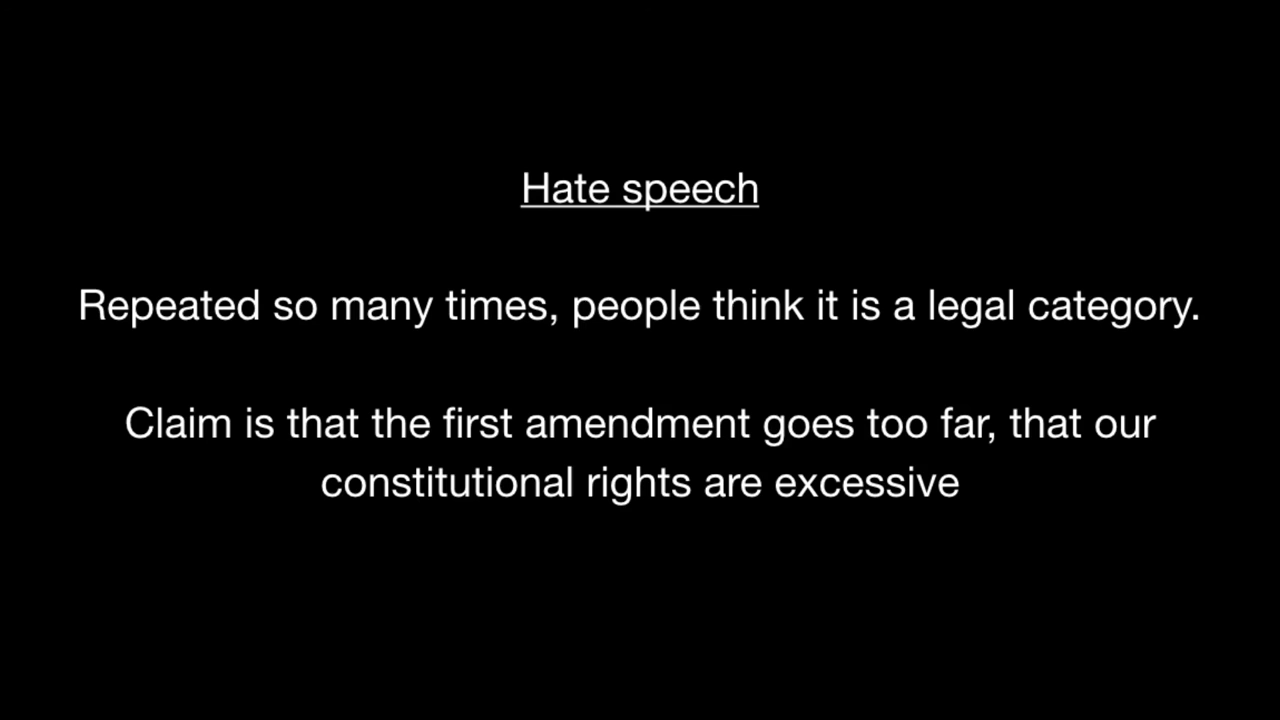 Hate speech
Repeated so many times, people think it is a legal category.
Claim is that the first amendment goes too far, that our
constitutional rights are excessive